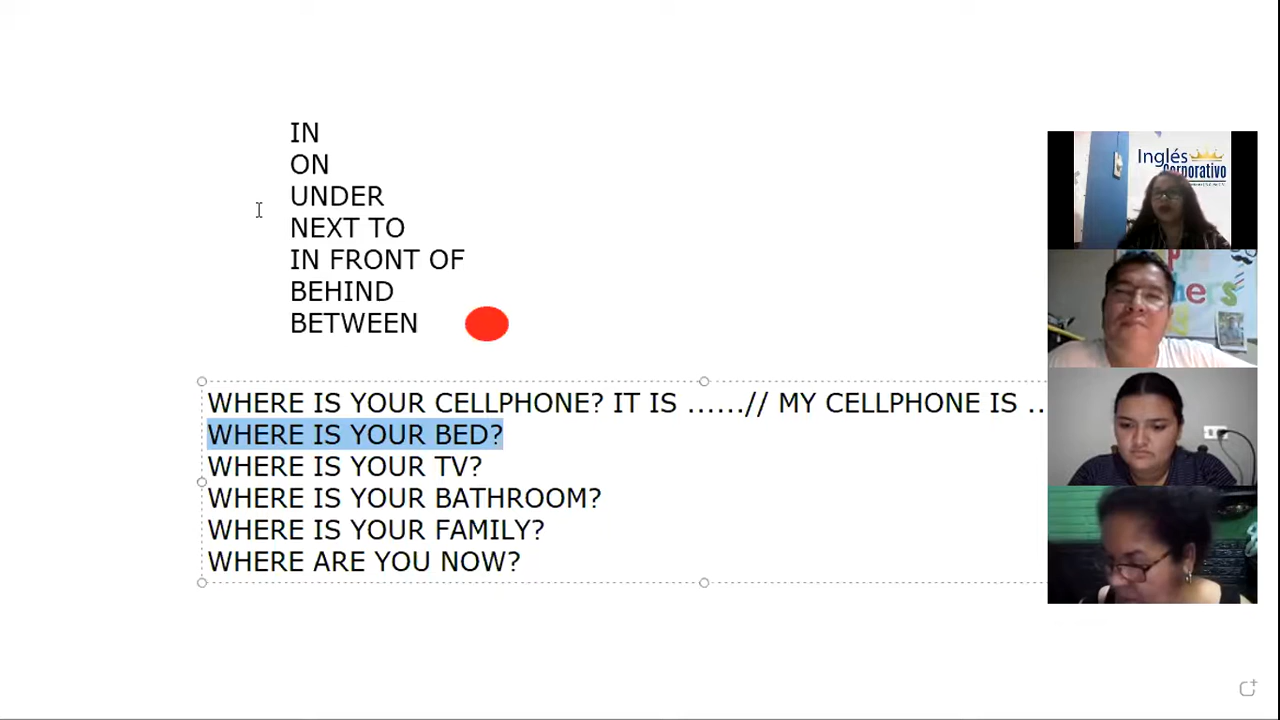 IN
ON
UNDER
NEXT TO
IN FRONT OF
BEHIND
BETWEEN
WHERE IS YOUR CELLPHONE? IT IS ......// MY CELLPHONE IS ..
WHERE IS YOUR BED?
WHERE IS YOUR TV?
WHERE IS YOUR BATHROOM?
WHERE IS YOUR FAMILY?
WHERE ARE YOU NOW?
Inglés
Corporativo